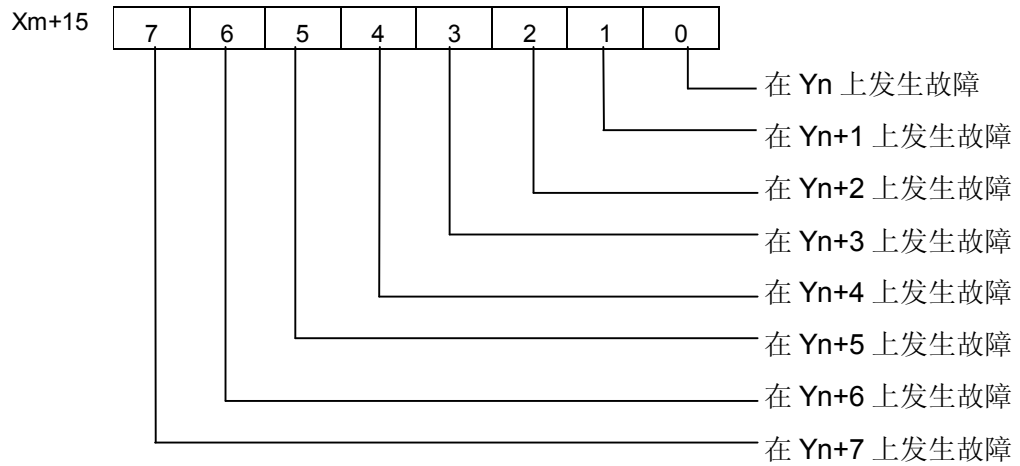 Xm+15 7 6 5 4 3 2 1 0
在 Yn 上发生故障
在 Yn+1 上发生故障
在 Yn+2 上发生故障
在 Yn+3 上发生故障
在 Yn+4 上发生故障
在 Yn+5 上发生故障
在 Yn+6 上发生故障
在 Yn+7 上发生故障